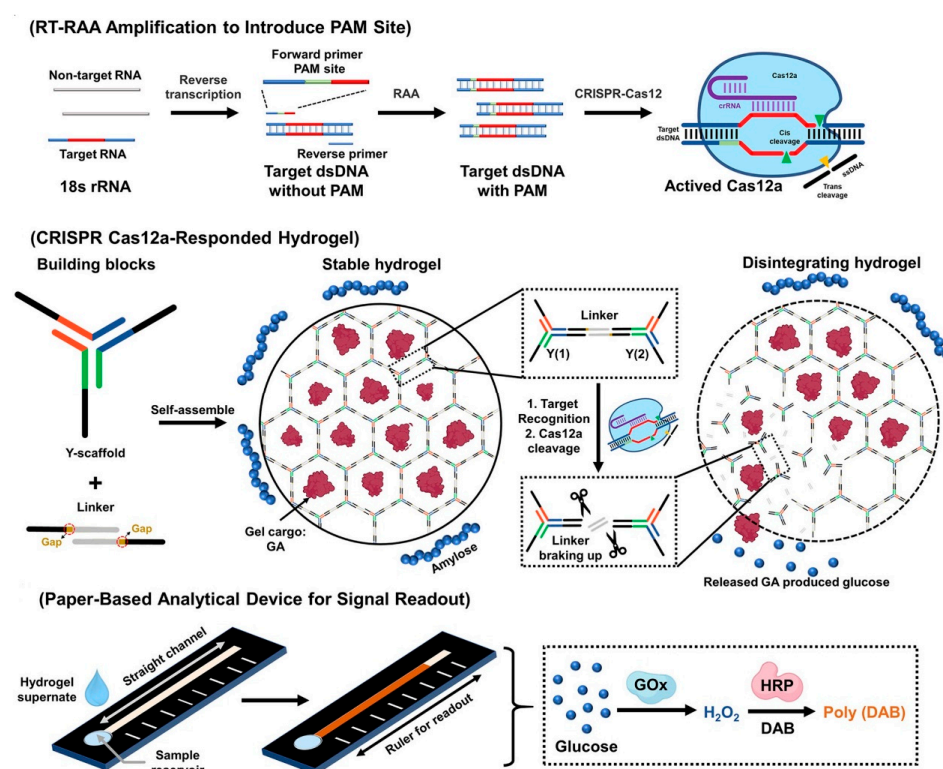 (RT-RAA Amplification to Introduce PAM Site)
Non-target RNA
Target RNA
18s rRNA
Reverse
transcription
Forward primer
PAM site
Reverse primer
Target dsDNA
without PAM
RAA
Target dsDNA
with PAM
CRISPR-Cas12
Cas12a
crRNA
Target
dsDNA
Cis
cleavage
ssDNA
Trans
cleavage
Actived Cas12a
(CRISPR Cas12a-Responded Hydrogel)
Building blocks
Y-scaffold
+
Linker
Gap
Gap
Self-assemble
Stable hydrogel
Gel cargo:
GA
Amylose
Linker
Y(1)
Y(2)
1. Target
Recognition
2. Cas12a
cleavage
Linker
braking up
Disintegrating hydrogel
Released GA produced glucose
(Paper-Based Analytical Device for Signal Readout)
Hydrogel
supernate
Straight channel
Sample
reservoir
Ruler for readout
Glucose
GOx
H₂O₂
HRP
DAB
Poly (DAB)